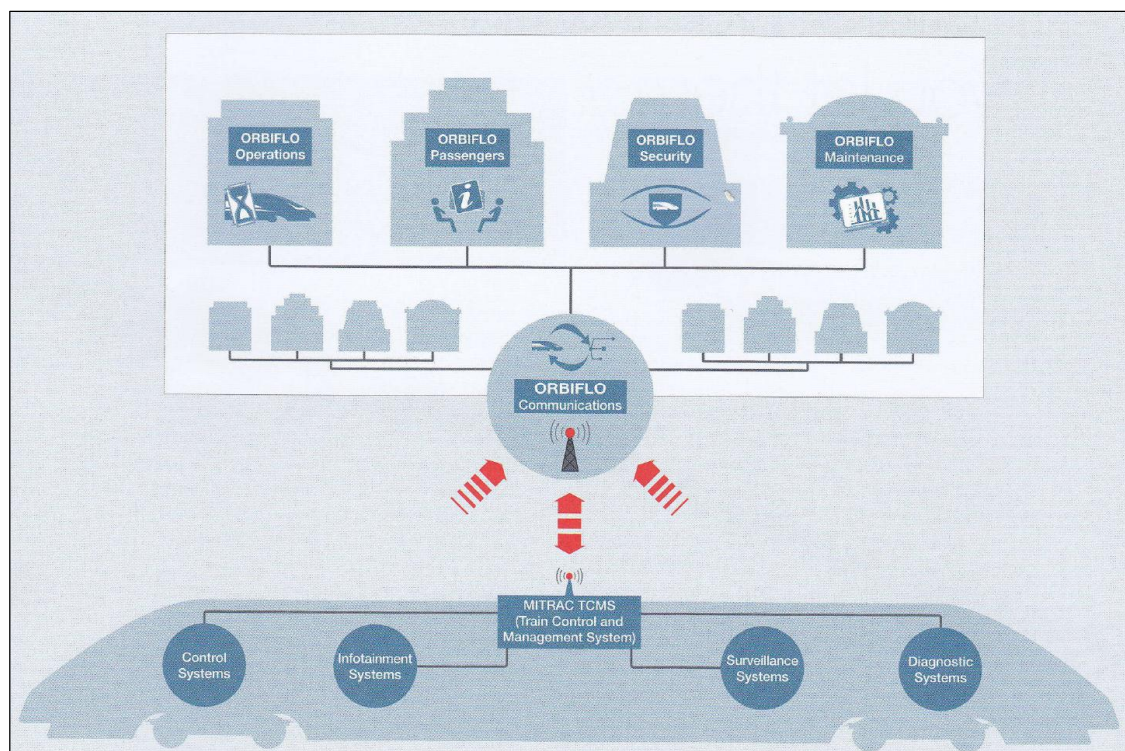 ORBIFLO
Operations
ORBIFLO
Passengers
ORBIFLO
Security
ORBIFLO
Maintenance
ORBIFLO
Communications
MITRAC TCMS
(Train Control and
Management System)
Control
Systems
Infotainment
Systems
Surveillance
Systems
Diagnostic
Systems